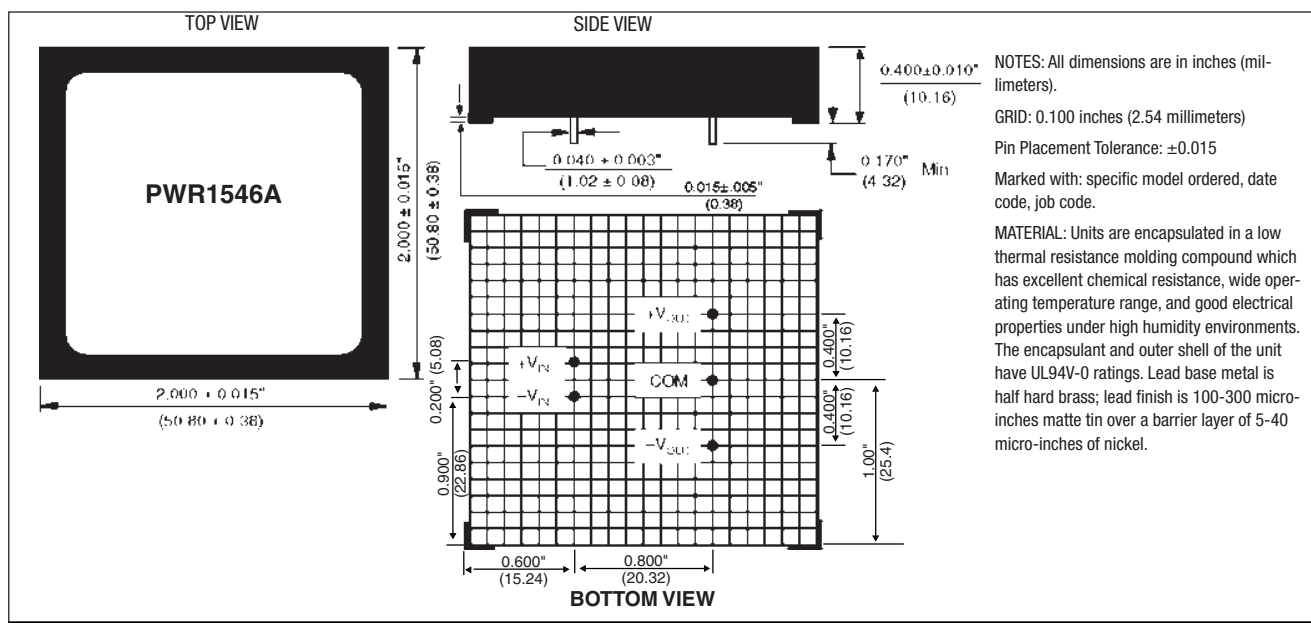 TOP VIEW
SIDE VIEW
PWR1546A
2.000 ± 0.015"
(50.80 ± 0.38)
2.000 ± 0.015"
(50.80 ± 0.38)
0.400±0.010"
(10.16)
0.040 ± 0.003"
(1.02 ± 0.08)
0.015±.005"
(0.38)
0.170" Min
(4.32)
+VOUT
+VIN
COM
–VIN
–VOUT
0.200" (5.08)
0.900"
(22.86)
0.400"
(10.16)
0.400"
(10.16)
1.00"
(25.4)
0.600"
(15.24)
0.800"
(20.32)
BOTTOM VIEW
NOTES: All dimensions are in inches (mil-
limeters).
GRID: 0.100 inches (2.54 millimeters)
Pin Placement Tolerance: ±0.015
Marked with: specific model ordered, date
code, job code.
MATERIAL: Units are encapsulated in a low
thermal resistance molding compound which
has excellent chemical resistance, wide oper-
ating temperature range, and good electrical
properties under high humidity environments.
The encapsulant and outer shell of the unit
have UL94V-0 ratings. Lead base metal is
half hard brass; lead finish is 100-300 micro-
inches matte tin over a barrier layer of 5-40
micro-inches of nickel.